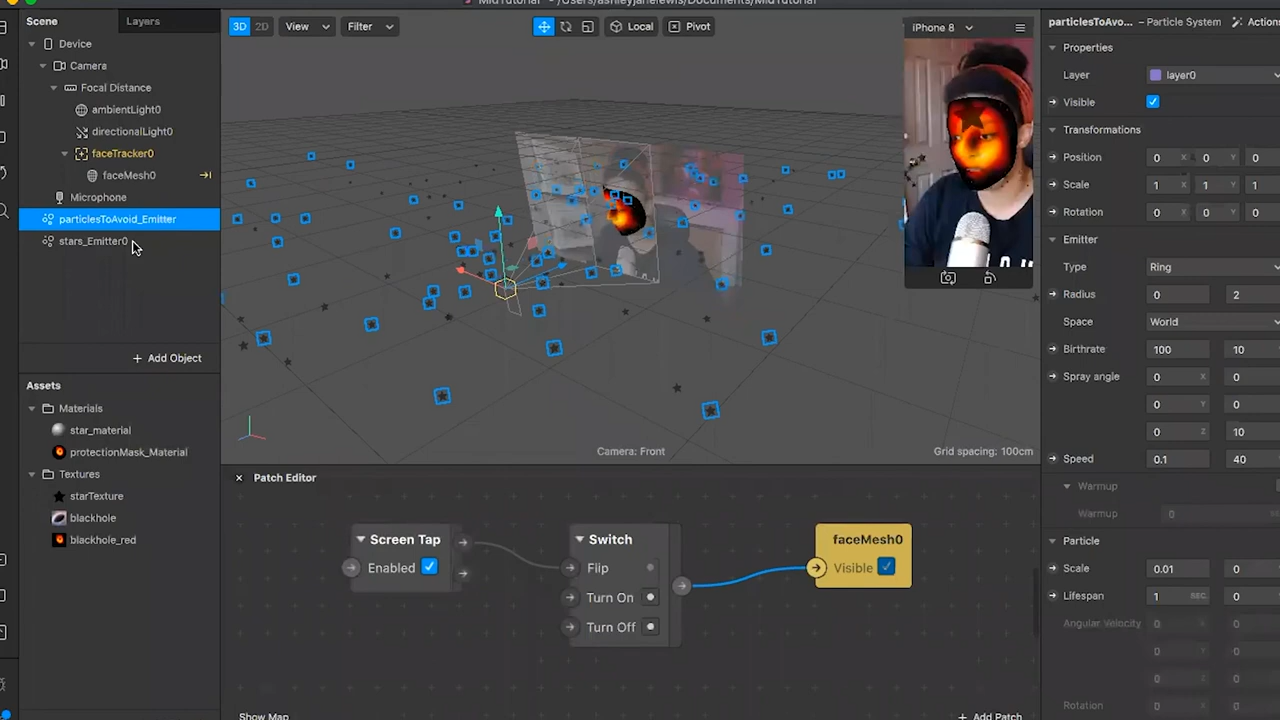 MidTutorial - /Users/ashleyjanelewis/Documents/MidTutorial
Scene
Layers
3D
2D
View
Filter
Local
Pivot
iPhone 8
particlesToAvo... – Particle System
Actions
Device
Camera
Focal Distance
ambientLight0
directionalLight0
faceTracker0
faceMesh0
Microphone
particlesToAvoid_Emitter
stars_Emitter0
+ Add Object
Assets
Materials
star_material
protectionMask_Material
Textures
starTexture
blackhole
blackhole_red
Camera: Front
Grid spacing: 100cm
Patch Editor
Screen Tap
Enabled
Switch
Flip
Turn On
Turn Off
faceMesh0
Visible
Show Map
+ Add Patch
Properties
Layer
layer0
Visible
Transformations
Position 0 X 0 Y 0
Scale 1 X 1 Y 1
Rotation 0 X 0 Y 0
Emitter
Type Ring
Radius 0 2
Space World
Birthrate 100 10
Spray angle 0 X 0
0 Y 0
0 Z 10
Speed 0.1 40
Warmup
Warmup 0
Particle
Scale 0.01 0
Lifespan 1 SEC. 0
Angular Velocity 0 X 0
0 Y 0
0 Z 0
Rotation 0 X 0